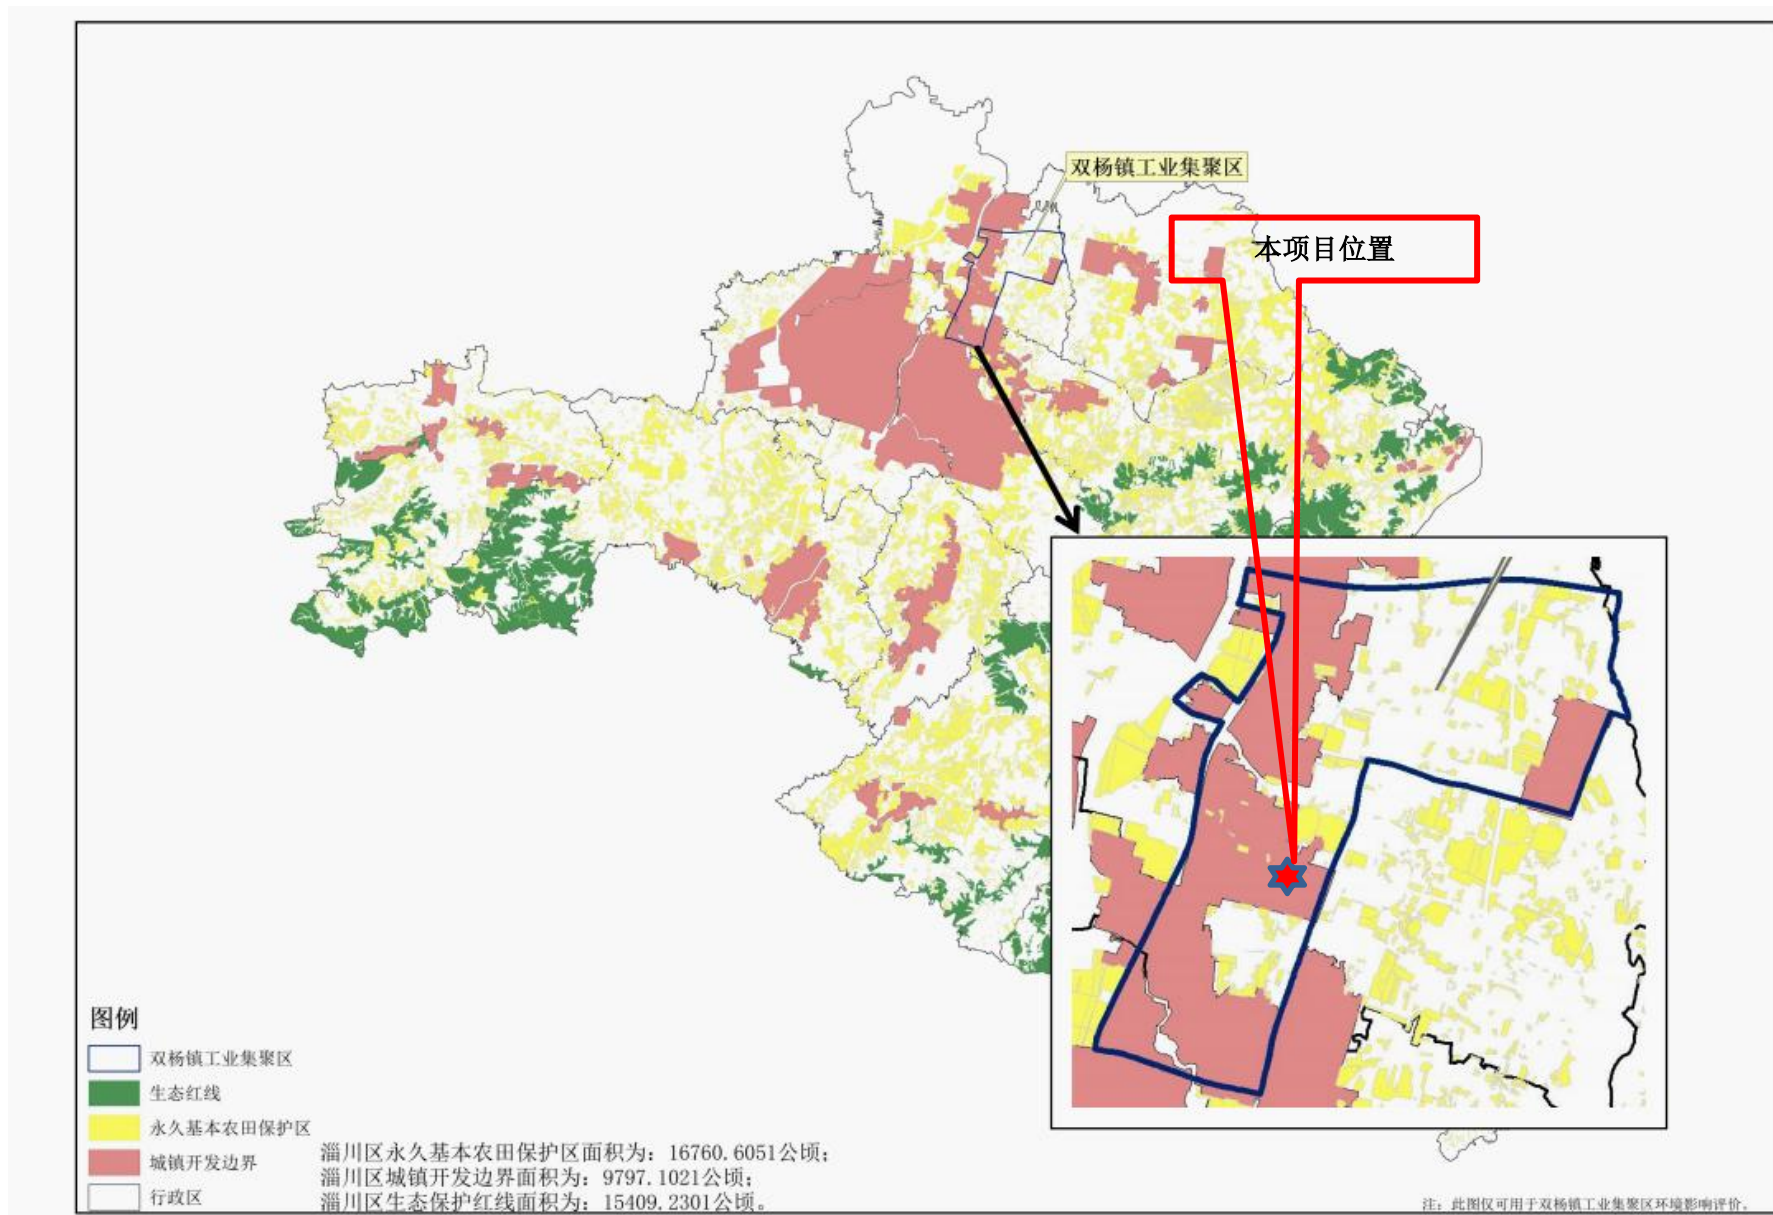 双杨镇工业集聚区
本项目位置
图例
双杨镇工业集聚区
生态红线
永久基本农田保护区
城镇开发边界
行政区
淄川区永久基本农田保护区面积为：16760.6051公顷；
淄川区城镇开发边界面积为：9797.1021公顷；
淄川区生态保护红线面积为：15409.2301公顷。
注：此图仅可用于双杨镇工业集聚区环境影响评价。